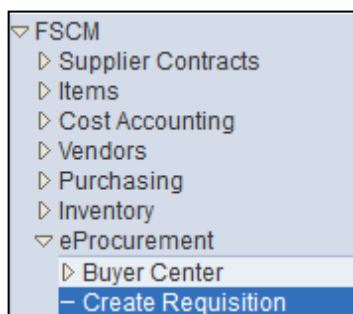 FSCM
Supplier Contracts
Items
Cost Accounting
Vendors
Purchasing
Inventory
eProcurement
Buyer Center
Create Requisition